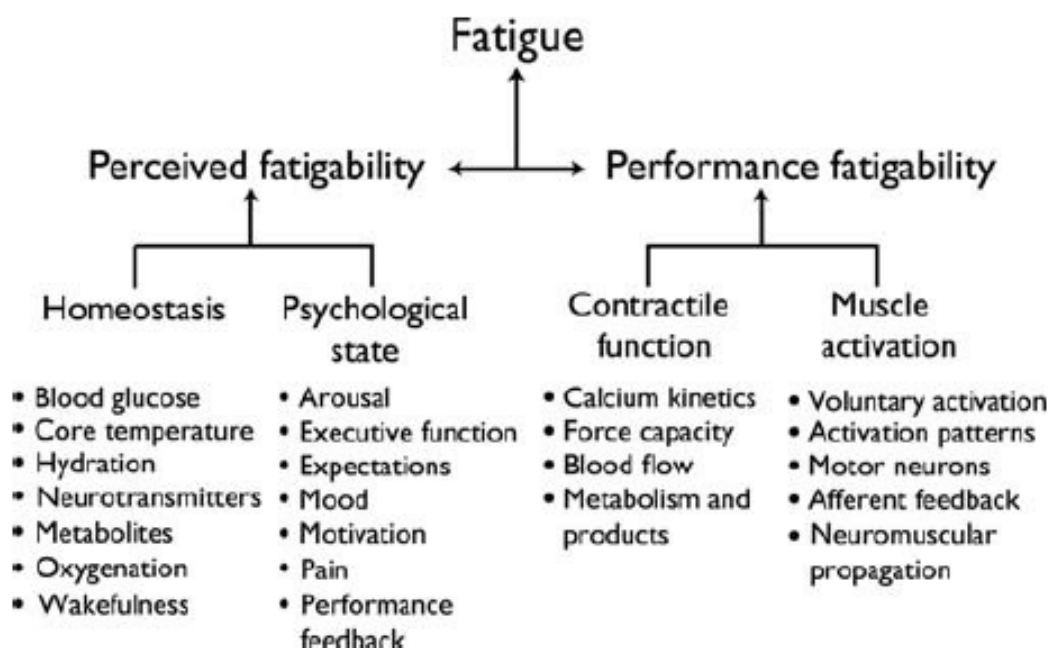 Fatigue
Perceived fatigability
Performance fatigability
Homeostasis
• Blood glucose
• Core temperature
• Hydration
• Neurotransmitters
• Metabolites
• Oxygenation
• Wakefulness
Psychological
state
• Arousal
• Executive function
• Expectations
• Mood
• Motivation
• Pain
• Performance
feedback
Contractile
function
• Calcium kinetics
• Force capacity
• Blood flow
• Metabolism and
products
Muscle
activation
• Voluntary activation
• Activation patterns
• Motor neurons
• Afferent feedback
• Neuromuscular
propagation